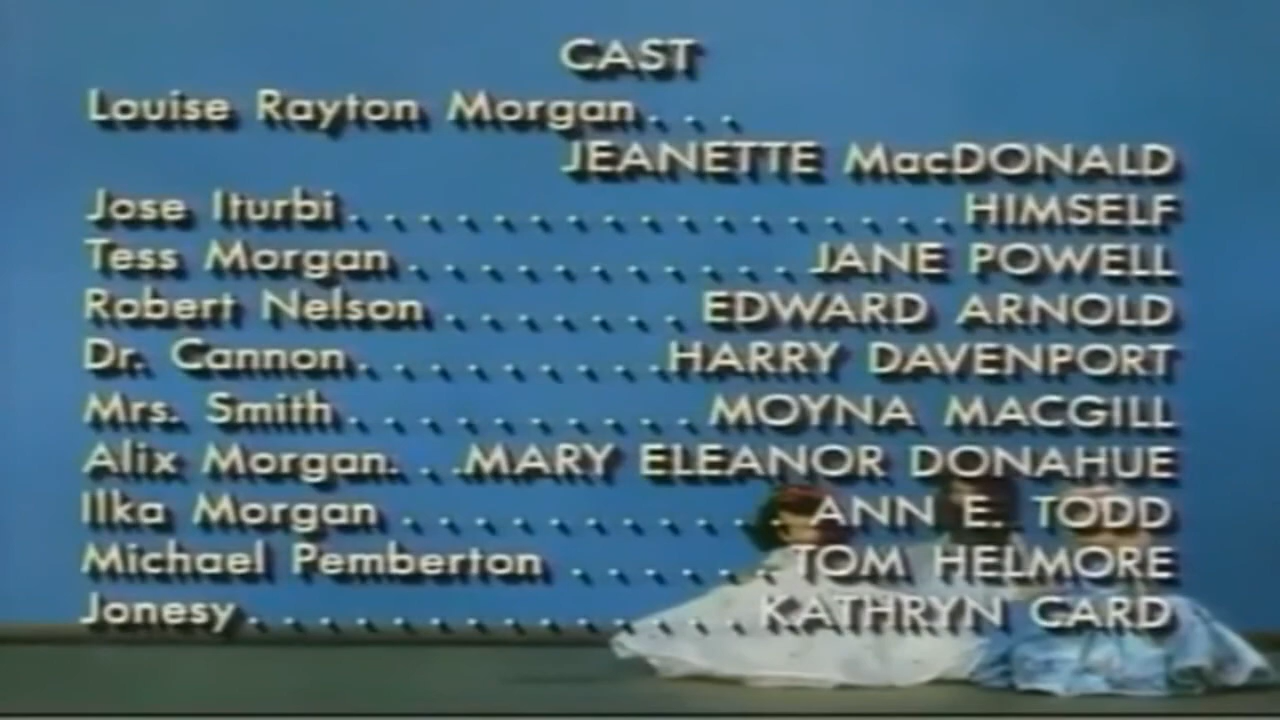 CAST
Louise Rayton Morgan. . . .
JEANETTE MacDONALD
Jose Iturbi. . . . . . . . . . . . . . . . . HIMSELF
Tess Morgan. . . . . . . . . . . . JANE POWELL
Robert Nelson . . . . . . . EDWARD ARNOLD
Dr. Cannon. . . . . . . . . HARRY DAVENPORT
Mrs. Smith. . . . . . . . . . MOYNA MACGILL
Alix Morgan. . .MARY ELEANOR DONAHUE
Ilka Morgan . . . . . . . . . . . ANN E. TODD
Michael Pemberton . . . . . . TOM HELMORE
Jonesy. . . . . . . . . . . . . . KATHRYN CARD